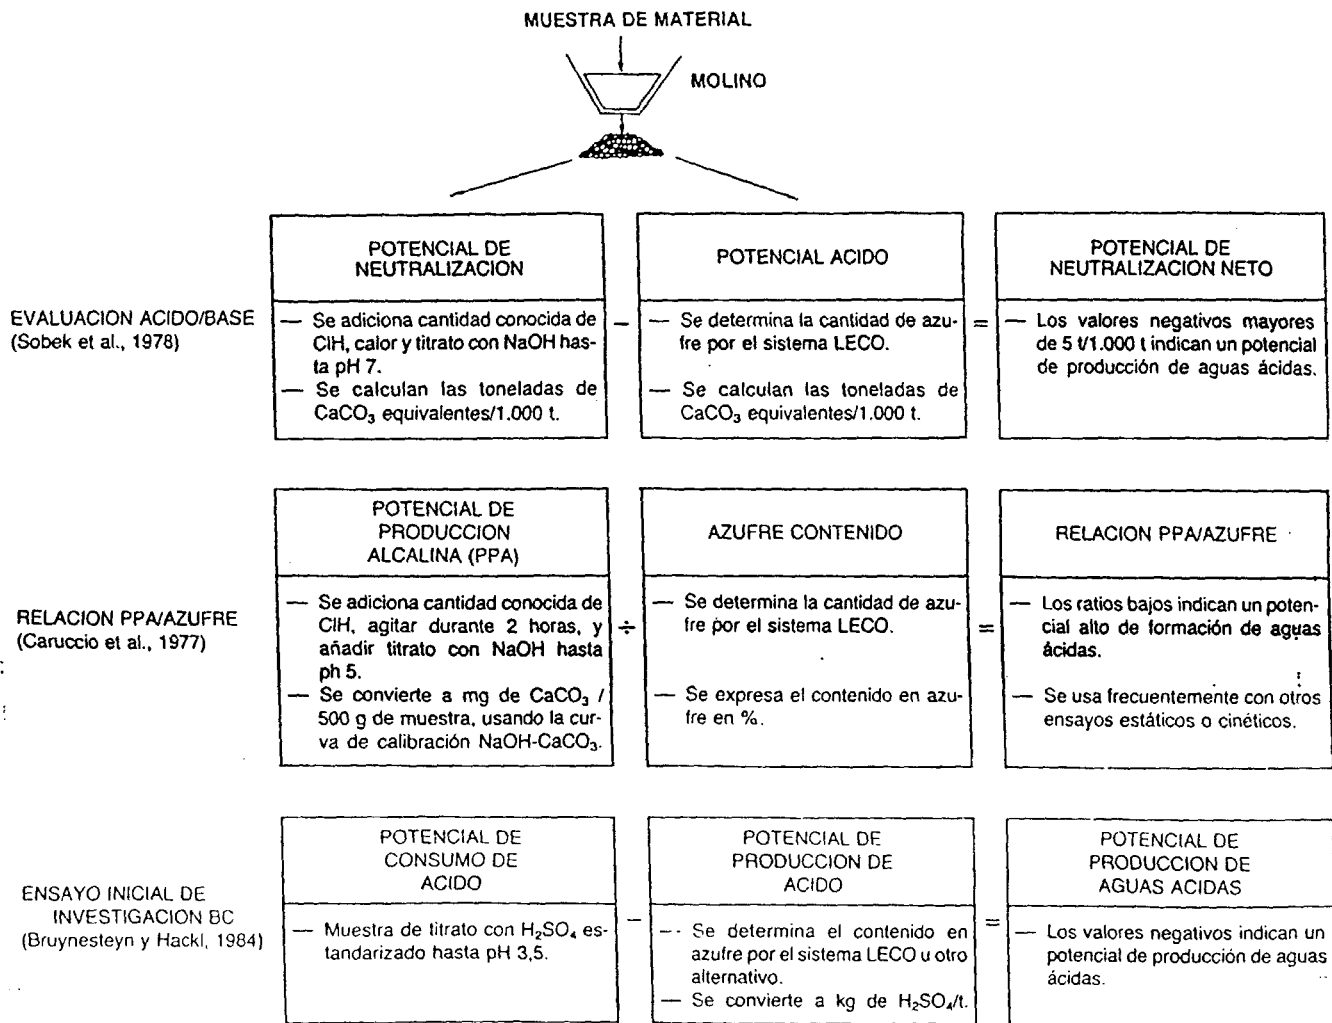 MUESTRA DE MATERIAL
MOLINO
EVALUACION ACIDO/BASE
(Sobek et al., 1978)
POTENCIAL DE
NEUTRALIZACION
— Se adiciona cantidad conocida de
ClH, calor y titrato con NaOH has-
ta pH 7.
— Se calculan las toneladas de
CaCO₃ equivalentes/1.000 t.
−
POTENCIAL ACIDO
— Se determina la cantidad de azu-
fre por el sistema LECO.
— Se calculan las toneladas de
CaCO₃ equivalentes/1.000 t.
=
POTENCIAL DE
NEUTRALIZACION NETO
— Los valores negativos mayores
de 5 t/1.000 t indican un potencial
de producción de aguas ácidas.
RELACION PPA/AZUFRE
(Caruccio et al., 1977)
POTENCIAL DE
PRODUCCION
ALCALINA (PPA)
— Se adiciona cantidad conocida de
ClH, agitar durante 2 horas, y
añadir titrato con NaOH hasta
ph 5.
— Se convierte a mg de CaCO₃ /
500 g de muestra, usando la cur-
va de calibración NaOH-CaCO₃.
÷
AZUFRE CONTENIDO
— Se determina la cantidad de azu-
fre por el sistema LECO.
— Se expresa el contenido en azu-
fre en %.
=
RELACION PPA/AZUFRE
— Los ratios bajos indican un poten-
cial alto de formación de aguas
ácidas.
— Se usa frecuentemente con otros
ensayos estáticos o cinéticos.
ENSAYO INICIAL DE
INVESTIGACION BC
(Bruynesteyn y Hackl, 1984)
POTENCIAL DE
CONSUMO DE
ACIDO
— Muestra de titrato con H₂SO₄ es-
tandarizado hasta pH 3,5.
−
POTENCIAL DE
PRODUCCION DE
ACIDO
— Se determina el contenido en
azufre por el sistema LECO u otro
alternativo.
— Se convierte a kg de H₂SO₄/t.
=
POTENCIAL DE
PRODUCCION DE
AGUAS ACIDAS
— Los valores negativos indican un
potencial de producción de aguas
ácidas.